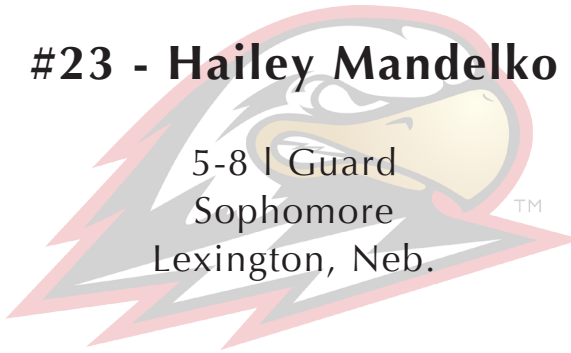 #23 - Hailey Mandelko
5-8 l Guard
Sophomore
TM
Lexington, Neb.